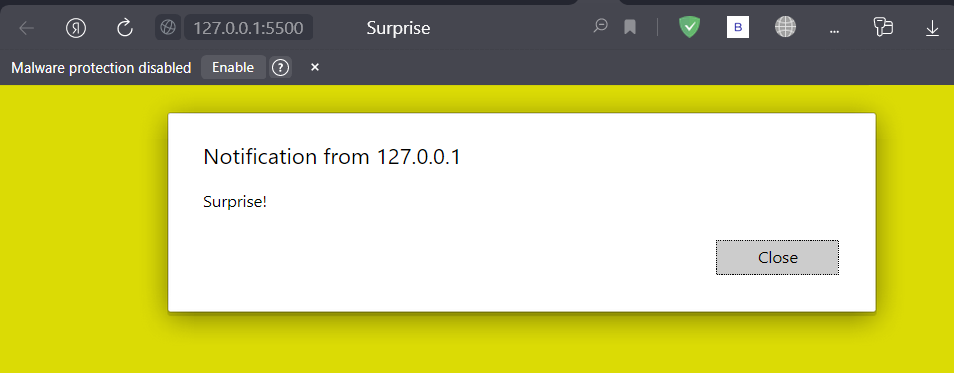 Я 127.0.0.1:5500 Surprise B ...
Malware protection disabled Enable ? ×
Notification from 127.0.0.1
Surprise!
Close